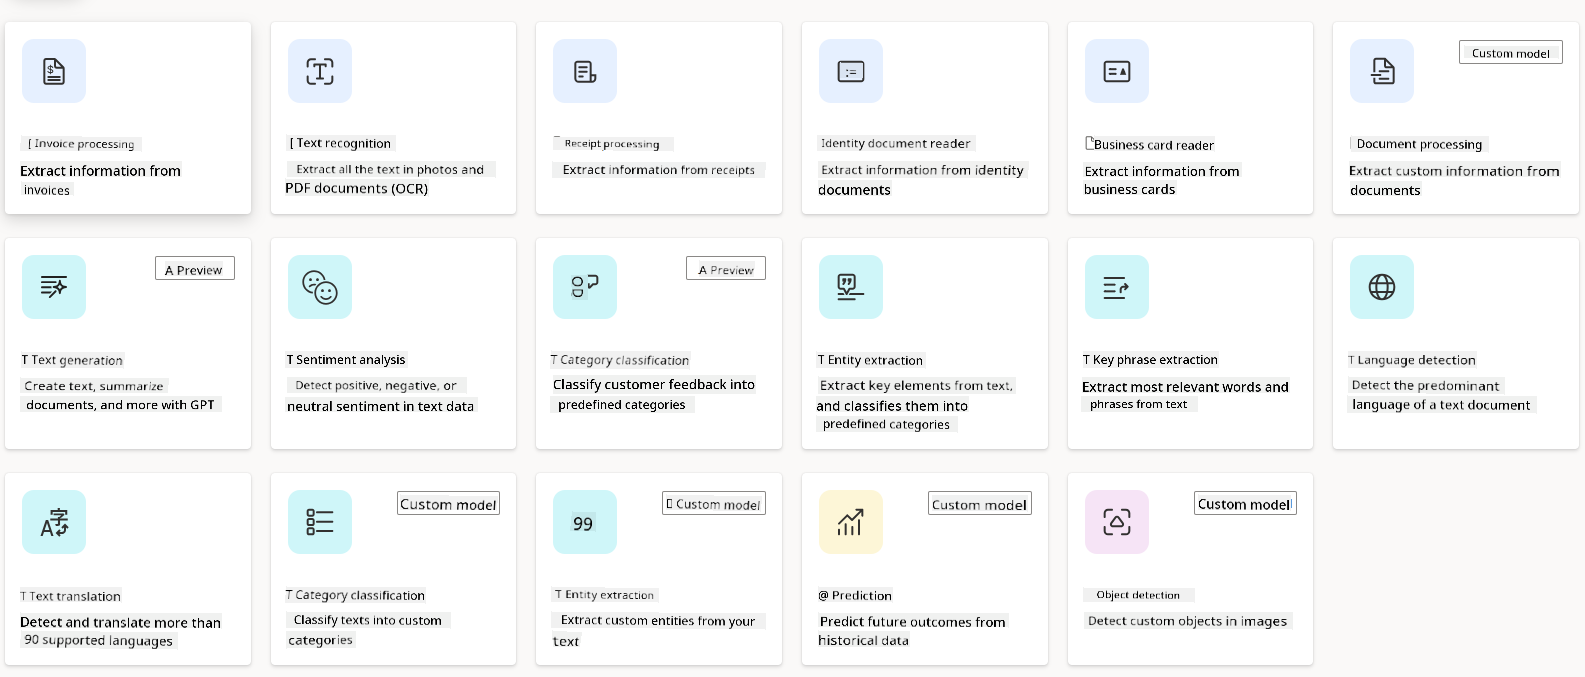 Custom model
[ Invoice processing
Extract information from
invoices
[ Text recognition
Extract all the text in photos and
PDF documents (OCR)
Receipt processing
Extract information from receipts
Identity document reader
Extract information from identity
documents
Business card reader
Extract information from
business cards
Document processing
Extract custom information from
documents
A Preview
T Text generation
Create text, summarize
documents, and more with GPT
T Sentiment analysis
Detect positive, negative, or
neutral sentiment in text data
A Preview
T Category classification
Classify customer feedback into
predefined categories
T Entity extraction
Extract key elements from text,
and classifies them into
predefined categories
T Key phrase extraction
Extract most relevant words and
phrases from text
T Language detection
Detect the predominant
language of a text document
A字
T Text translation
Detect and translate more than
90 supported languages
Custom model
T Category classification
Classify texts into custom
categories
99
Custom model
T Entity extraction
Extract custom entities from your
text
Custom model
@ Prediction
Predict future outcomes from
historical data
Custom model
Object detection
Detect custom objects in images